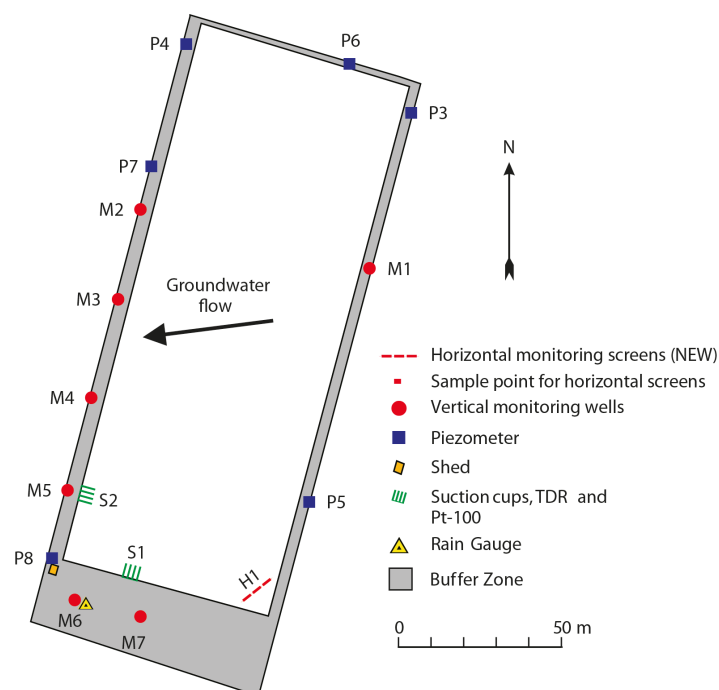 P6
P4
P3
N
P7
M2
M1
Groundwater
flow
M3
Horizontal monitoring screens (NEW)
Sample point for horizontal screens
M4
Vertical monitoring wells
Piezometer
Shed
M5
S2
P5
Suction cups, TDR and
Pt-100
Rain Gauge
S1
P8
H1
Buffer Zone
M6
M7
0
50 m